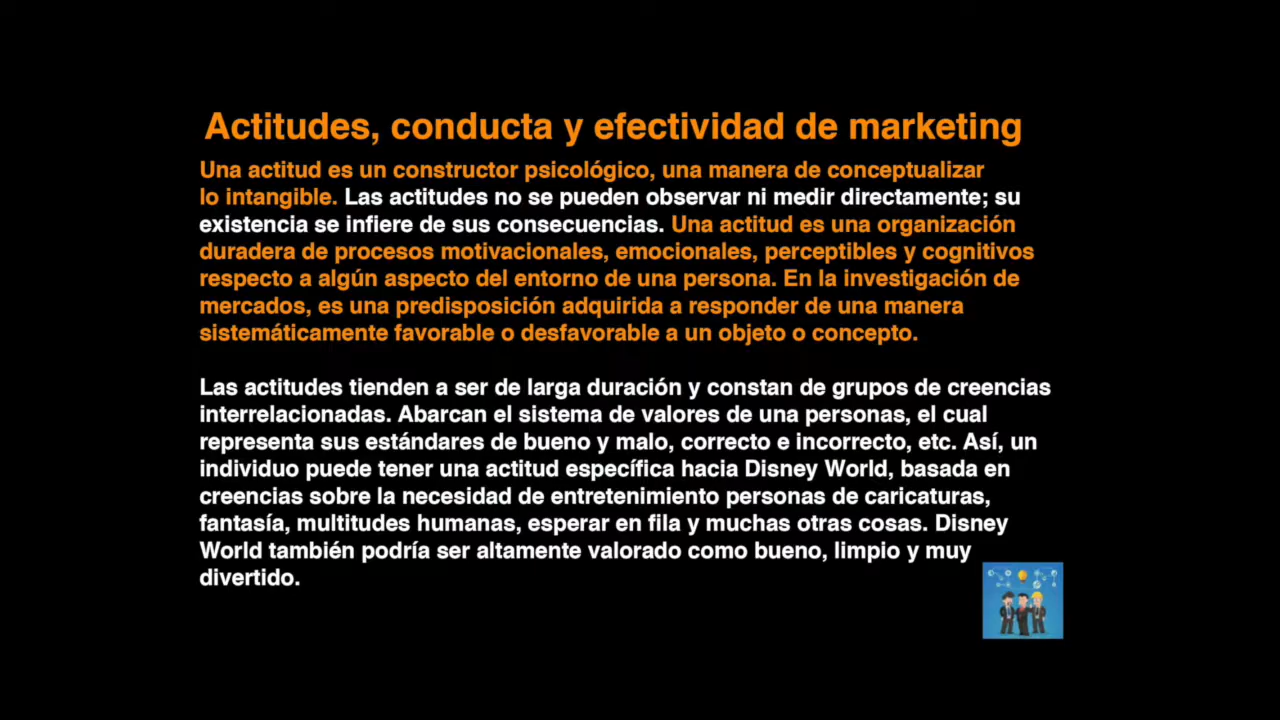 Actitudes, conducta y efectividad de marketing
Una actitud es un constructor psicológico, una manera de conceptualizar
lo intangible. Las actitudes no se pueden observar ni medir directamente; su
existencia se infiere de sus consecuencias. Una actitud es una organización
duradera de procesos motivacionales, emocionales, perceptibles y cognitivos
respecto a algún aspecto del entorno de una persona. En la investigación de
mercados, es una predisposición adquirida a responder de una manera
sistemáticamente favorable o desfavorable a un objeto o concepto.
Las actitudes tienden a ser de larga duración y constan de grupos de creencias
interrelacionadas. Abarcan el sistema de valores de una personas, el cual
representa sus estándares de bueno y malo, correcto e incorrecto, etc. Así, un
individuo puede tener una actitud específica hacia Disney World, basada en
creencias sobre la necesidad de entretenimiento personas de caricaturas,
fantasía, multitudes humanas, esperar en fila y muchas otras cosas. Disney
World también podría ser altamente valorado como bueno, limpio y muy
divertido.